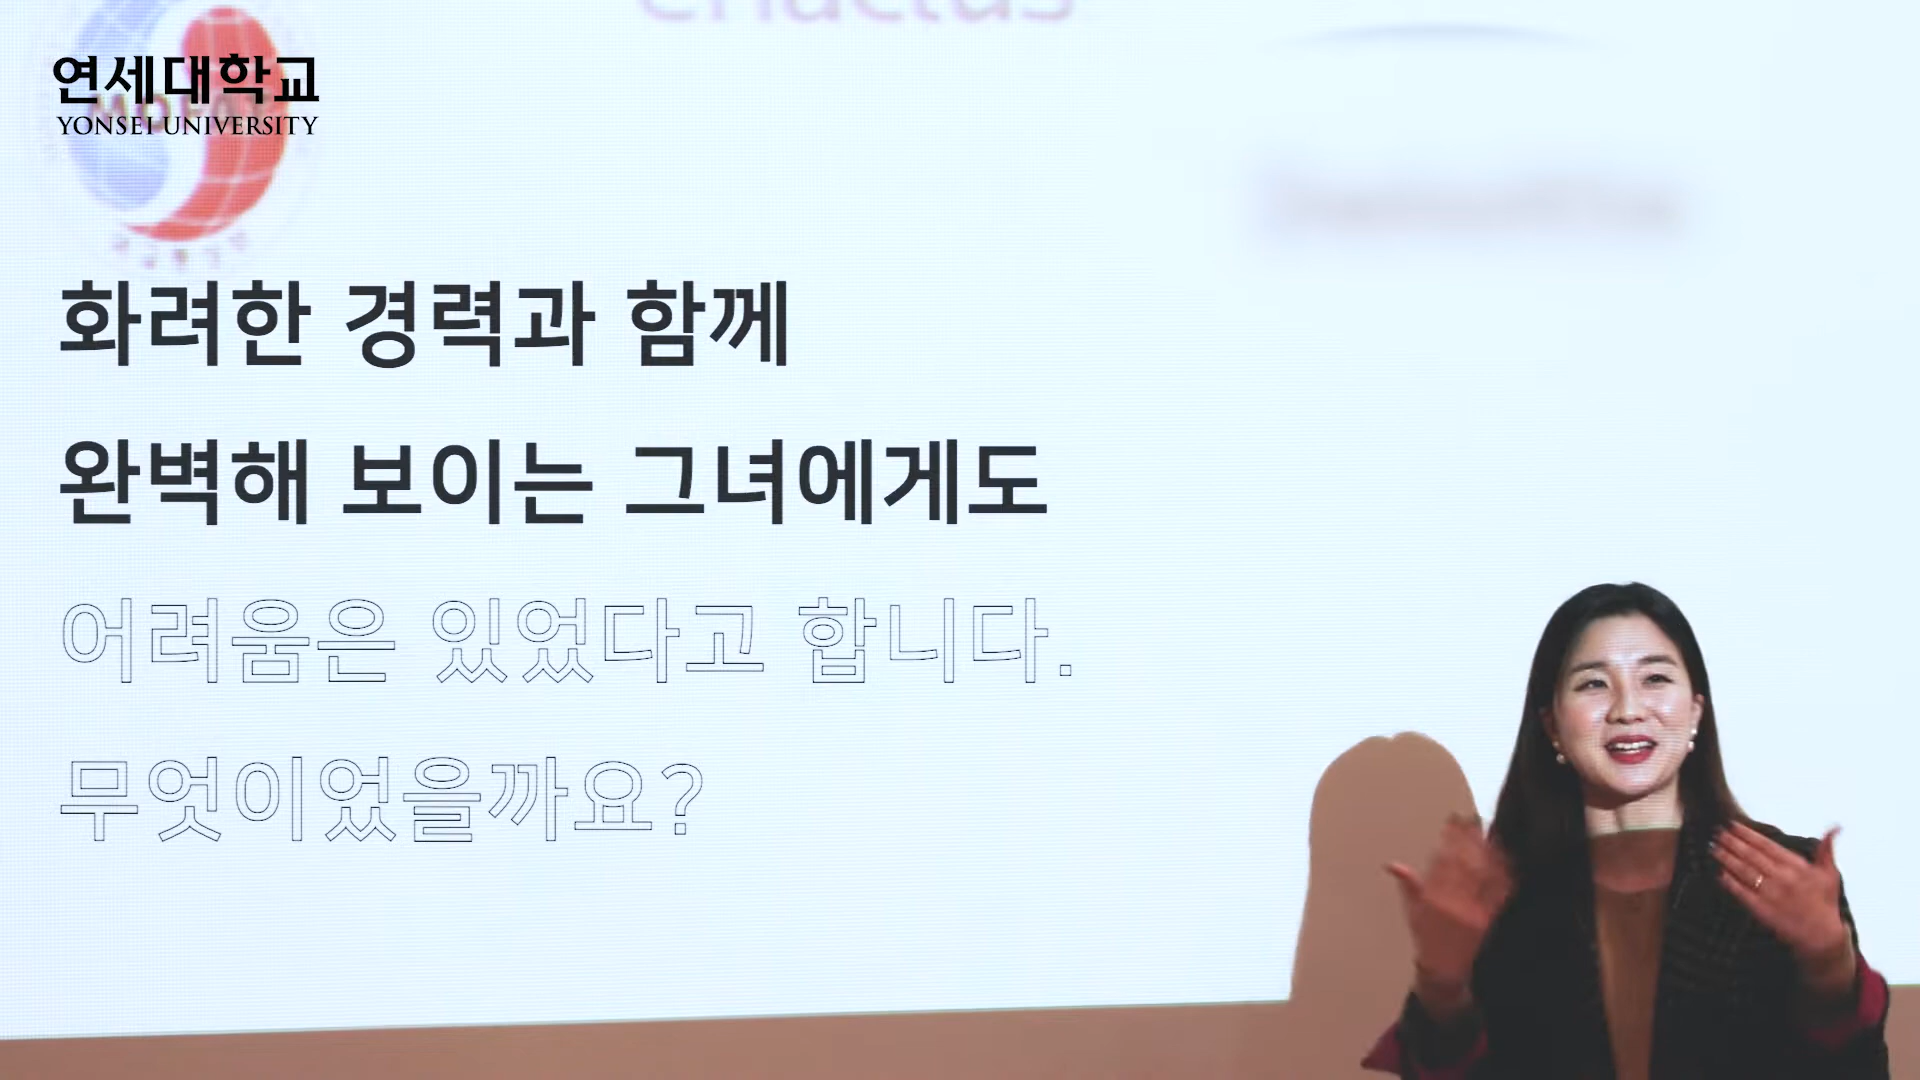 enactus
연세대학교
YONSEI UNIVERSITY
화려한 경력과 함께
완벽해 보이는 그녀에게도
어려움은 있었다고 합니다.
무엇이었을까요?